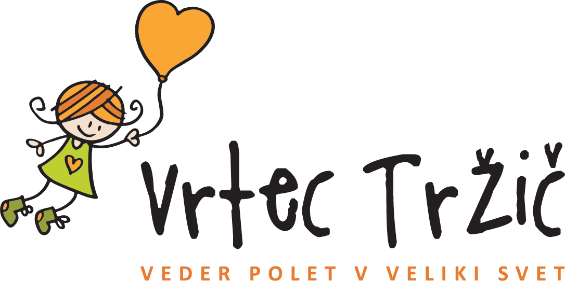 Vrtec Tržič
VEDER POLET V VELIKI SVET